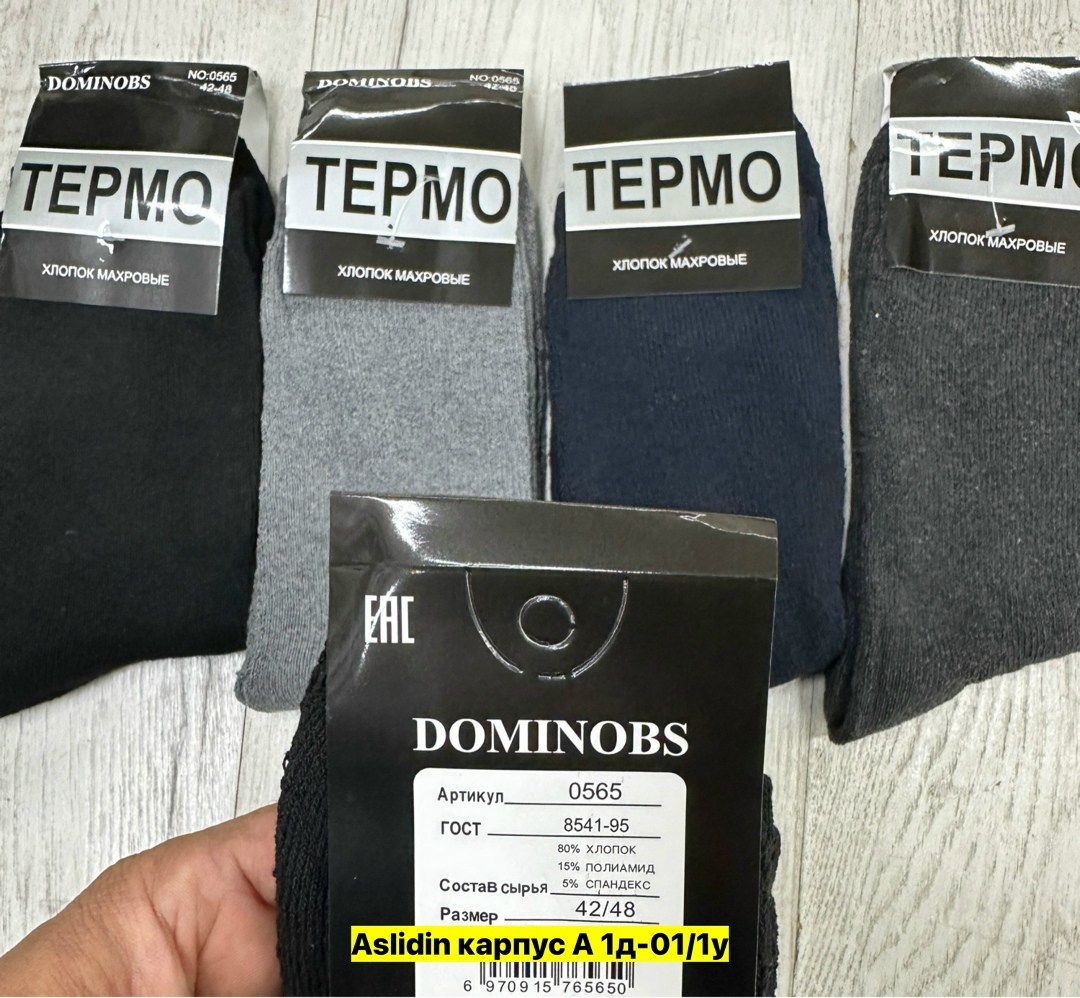 DOMINOBS
NO:0565
42-48
ТЕРМО
ХЛОПОК МАХРОВЫЕ
DOMINOBS
NO:0565
42-48
ТЕРМО
ХЛОПОК МАХРОВЫЕ
ТЕРМО
ХЛОПОК МАХРОВЫЕ
ТЕРМО
ХЛОПОК МАХРОВЫЕ
EAC
DOMINOBS
Артикул 0565
ГОСТ 8541-95
80% ХЛОПОК
15% ПОЛИАМИД
Состав сырья 5% СПАНДЕКС
Размер 42/48
Aslidin карпус А 1д-01/1у
6 970915 765650